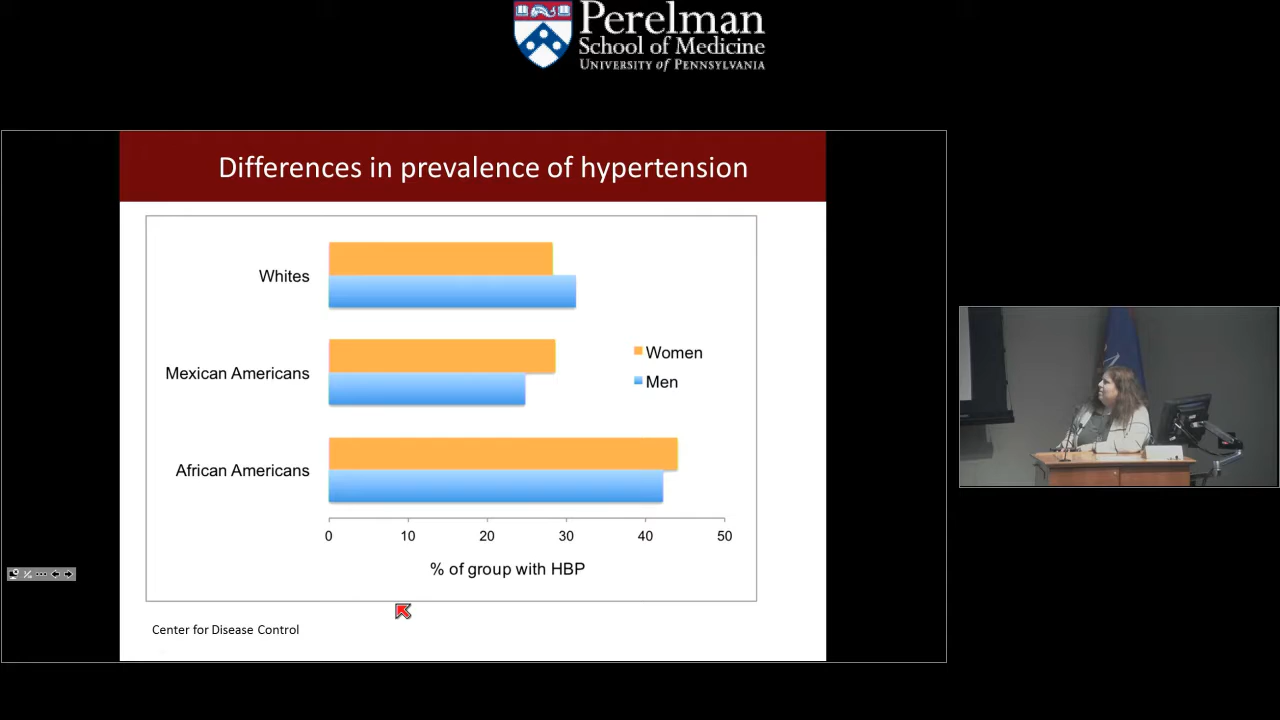 Perelman
School of Medicine
UNIVERSITY of PENNSYLVANIA
Differences in prevalence of hypertension
Whites
Mexican Americans
African Americans
Women
Men
0 10 20 30 40 50
% of group with HBP
Center for Disease Control